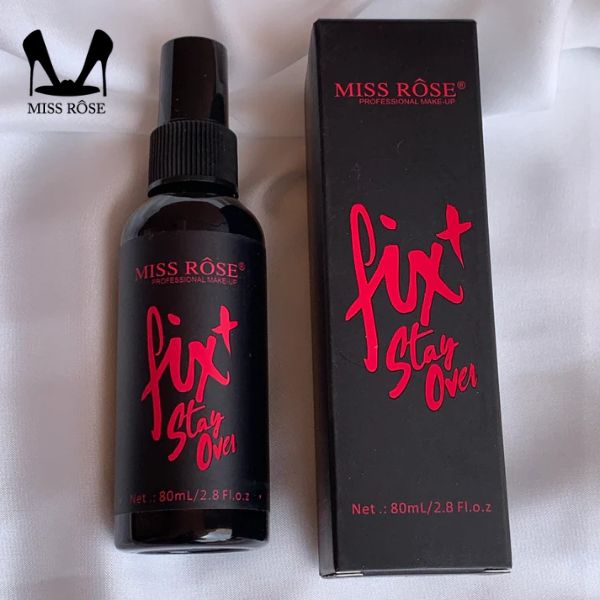 MISS RÔSE
MISS RÔSE®
PROFESSIONAL MAKE-UP
fix+
Stay
Over
Net .: 80mL/2.8 Fl.o.z
MISS RÔSE®
PROFESSIONAL MAKE-UP
fix+
Stay
Over
Net .: 80mL/2.8 Fl.o.z